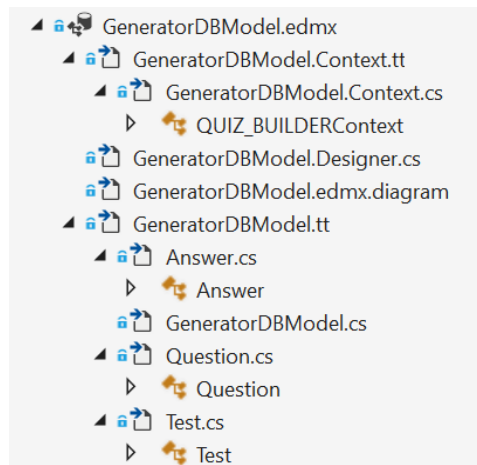 GeneratorDBModel.edmx
GeneratorDBModel.Context.tt
GeneratorDBModel.Context.cs
QUIZ_BUILDERContext
GeneratorDBModel.Designer.cs
GeneratorDBModel.edmx.diagram
GeneratorDBModel.tt
Answer.cs
Answer
GeneratorDBModel.cs
Question.cs
Question
Test.cs
Test